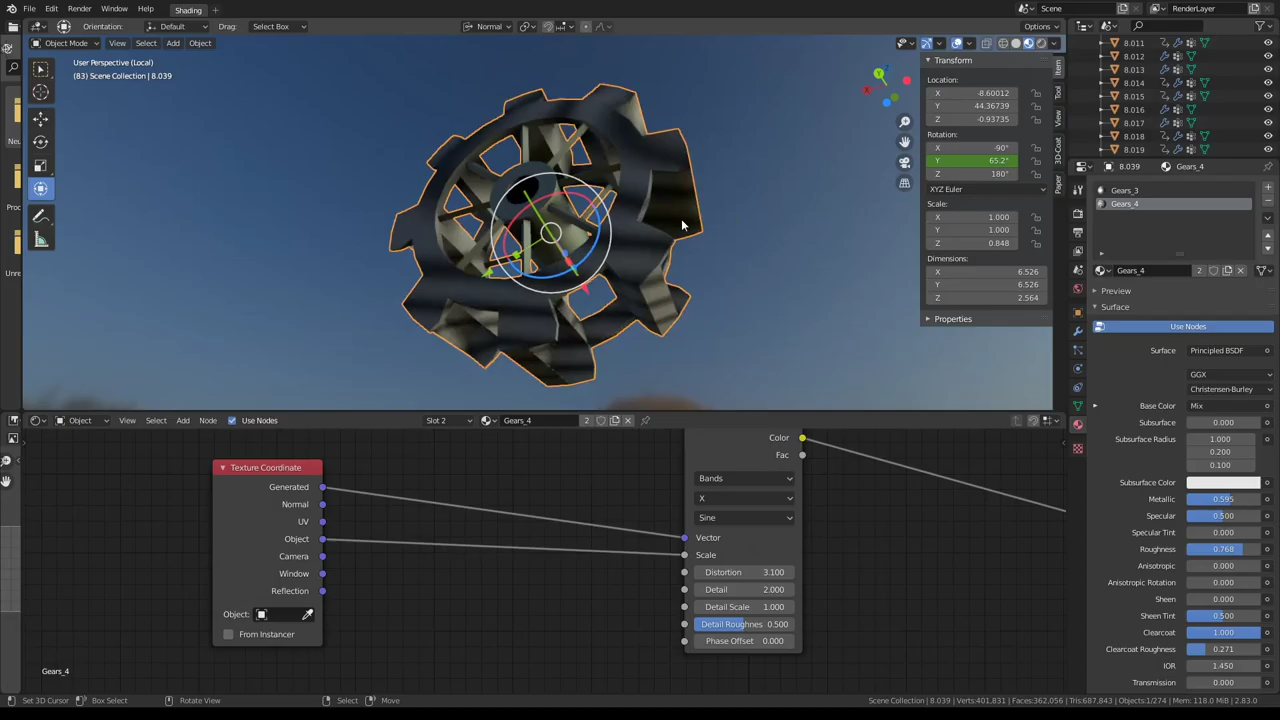 File Edit Render Window Help Shading Scene RenderLayer
Orientation: Default Drag: Select Box Normal Options
Object Mode View Select Add Object
User Perspective (Local)
(83) Scene Collection | 8.039
Transform
Location:
X -8.60012
Y 44.36739
Z -0.93735
Rotation:
X -90°
Y 65.2°
Z 180°
XYZ Euler
Scale:
X 1.000
Y 1.000
Z 0.848
Dimensions:
X 6.526
Y 6.526
Z 2.564
Properties
Item
Tool
View
3D-Coat
Paper
8.011
8.012
8.013
8.014
8.015
8.016
8.017
8.018
8.019
8.039 Gears_4
Gears_3
Gears_4
Gears_4 2
Preview
Surface
Use Nodes
Surface Principled BSDF
GGX
Christensen-Burley
Base Color Mix
Subsurface 0.000
Subsurface Radius 1.000
0.200
0.100
Subsurface Color
Metallic 0.595
Specular 0.500
Specular Tint 0.000
Roughness 0.768
Anisotropic 0.000
Anisotropic Rotation 0.000
Sheen 0.000
Sheen Tint 0.500
Clearcoat 1.000
Clearcoat Roughness 0.271
IOR 1.450
Transmission 0.000
Object View Select Add Node Use Nodes Slot 2 Gears_4 2
Texture Coordinate
Generated
Normal
UV
Object
Camera
Window
Reflection
Object:
From Instancer
Color
Fac
Bands
X
Sine
Vector
Scale
Distortion 3.100
Detail 2.000
Detail Scale 1.000
Detail Roughness 0.500
Phase Offset 0.000
Gears_4
Set 3D Cursor Box Select Rotate View Select Move Scene Collection | 8.039 | Verts:401,831 | Faces:362,056 | Tris:687,843 | Objects:1/274 | Mem: 118.0 MiB | 2.83.0